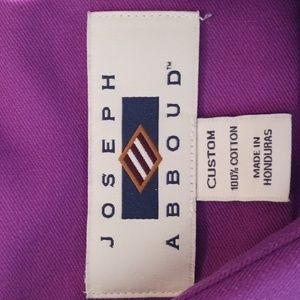 JOSEPH
ABBOUD™
CUSTOM
100% COTTON
MADE IN
HONDURAS